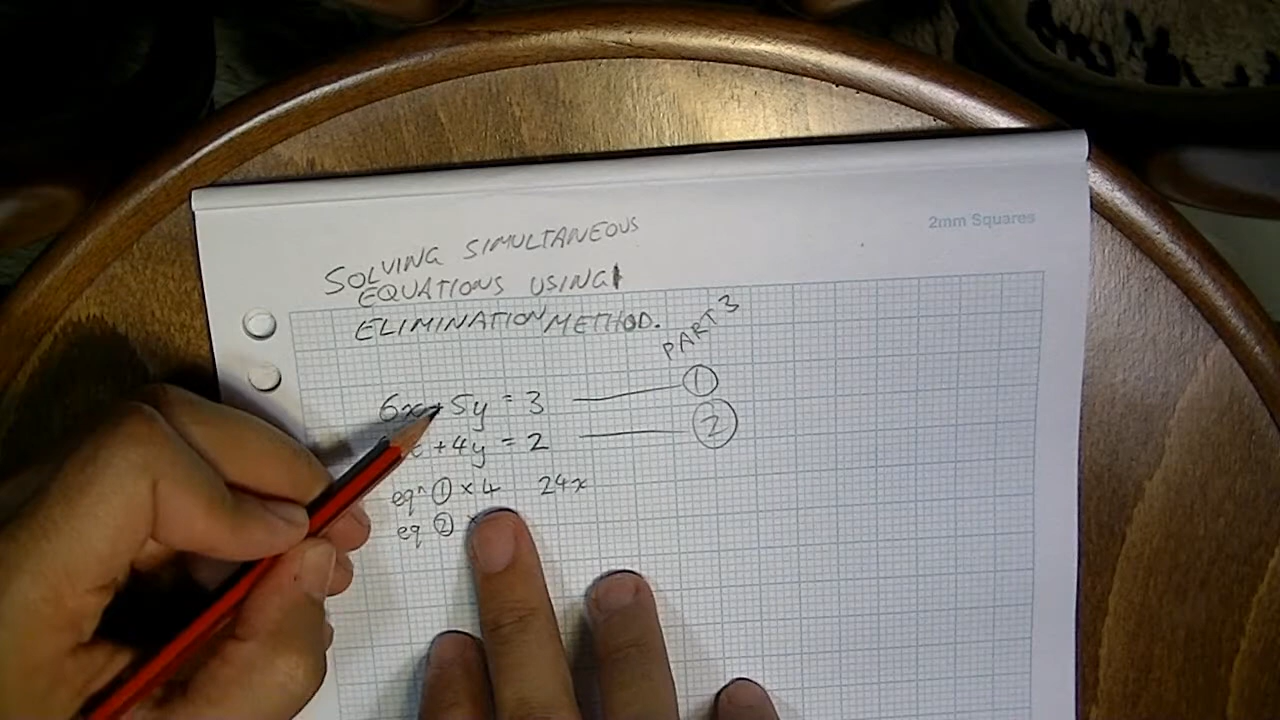 2mm Squares
SOLVING SIMULTANEOUS
EQUATIONS USING
ELIMINATION METHOD.
PART 3
6x+5y = 3 ①
+4y = 2 ②
eqⁿ ① × 4 24x
eq ②